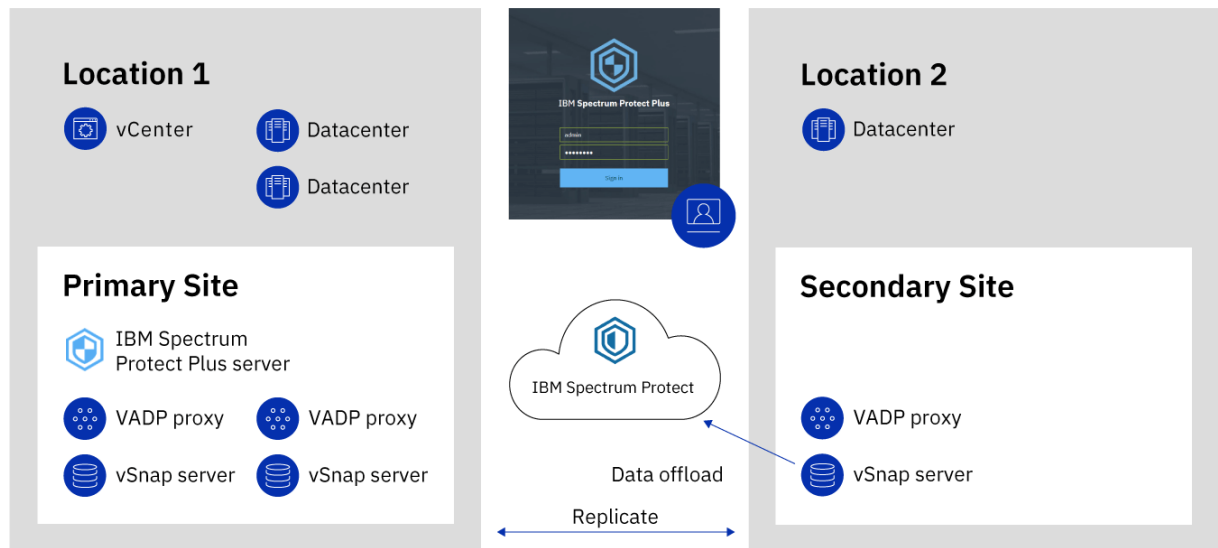 Location 1
vCenter
Datacenter
Datacenter
Primary Site
IBM Spectrum
Protect Plus server
VADP proxy
VADP proxy
vSnap server
vSnap server
IBM Spectrum Protect Plus
admin
••••••••
Sign in
IBM Spectrum Protect
Data offload
Replicate
Location 2
Datacenter
Secondary Site
VADP proxy
vSnap server